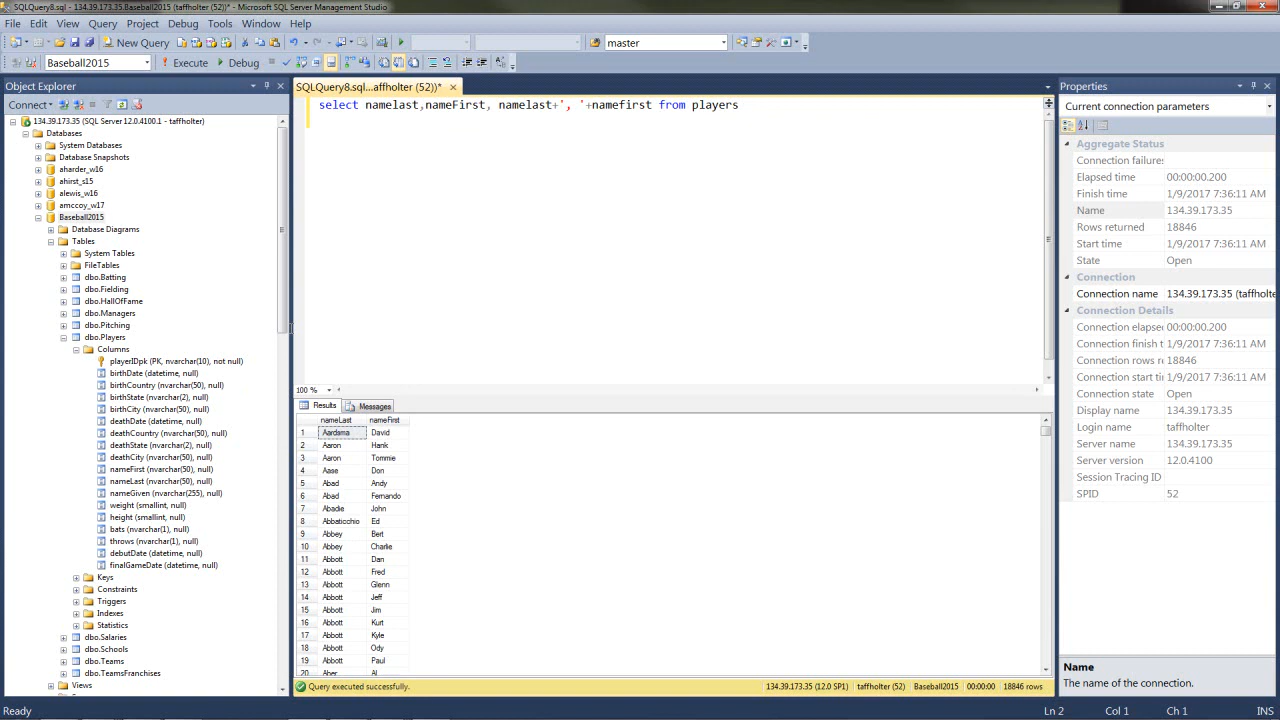 SQLQuery8.sql - 134.39.173.35.Baseball2015 (taffholter (52))* - Microsoft SQL Server Management Studio
File Edit View Query Project Debug Tools Window Help
New Query master
Baseball2015 Execute Debug
Object Explorer
Connect
134.39.173.35 (SQL Server 12.0.4100.1 - taffholter)
Databases
System Databases
Database Snapshots
aharder_w16
ahirst_s15
alewis_w16
amccoy_w17
Baseball2015
Database Diagrams
Tables
System Tables
FileTables
dbo.Batting
dbo.Fielding
dbo.HallOfFame
dbo.Managers
dbo.Pitching
dbo.Players
Columns
playerIDpk (PK, nvarchar(10), not null)
birthDate (datetime, null)
birthCountry (nvarchar(50), null)
birthState (nvarchar(2), null)
birthCity (nvarchar(50), null)
deathDate (datetime, null)
deathCountry (nvarchar(50), null)
deathState (nvarchar(2), null)
deathCity (nvarchar(50), null)
nameFirst (nvarchar(50), null)
nameLast (nvarchar(50), null)
nameGiven (nvarchar(255), null)
weight (smallint, null)
height (smallint, null)
bats (nvarchar(1), null)
throws (nvarchar(1), null)
debutDate (datetime, null)
finalGameDate (datetime, null)
Keys
Constraints
Triggers
Indexes
Statistics
dbo.Salaries
dbo.Schools
dbo.Teams
dbo.TeamsFranchises
Views
SQLQuery8.sql...affholter (52))*
select namelast,nameFirst, namelast+', '+namefirst from players
100 %
Results Messages
nameLast nameFirst
1 Aardsma David
2 Aaron Hank
3 Aaron Tommie
4 Aase Don
5 Abad Andy
6 Abad Fernando
7 Abadie John
8 Abbaticchio Ed
9 Abbey Bert
10 Abbey Charlie
11 Abbott Dan
12 Abbott Fred
13 Abbott Glenn
14 Abbott Jeff
15 Abbott Jim
16 Abbott Kurt
17 Abbott Kyle
18 Abbott Ody
19 Abbott Paul
20 Aber Al
Query executed successfully. 134.39.173.35 (12.0 SP1) taffholter (52) Baseball2015 00:00:00 18846 rows
Properties
Current connection parameters
Aggregate Status
Connection failures
Elapsed time 00:00:00.200
Finish time 1/9/2017 7:36:11 AM
Name 134.39.173.35
Rows returned 18846
Start time 1/9/2017 7:36:11 AM
State Open
Connection
Connection name 134.39.173.35 (taffholte
Connection Details
Connection elapse 00:00:00.200
Connection finish t 1/9/2017 7:36:11 AM
Connection rows re 18846
Connection start ti 1/9/2017 7:36:11 AM
Connection state Open
Display name 134.39.173.35
Login name taffholter
Server name 134.39.173.35
Server version 12.0.4100
Session Tracing ID
SPID 52
Name
The name of the connection.
Ln 2 Col 1 Ch 1 INS